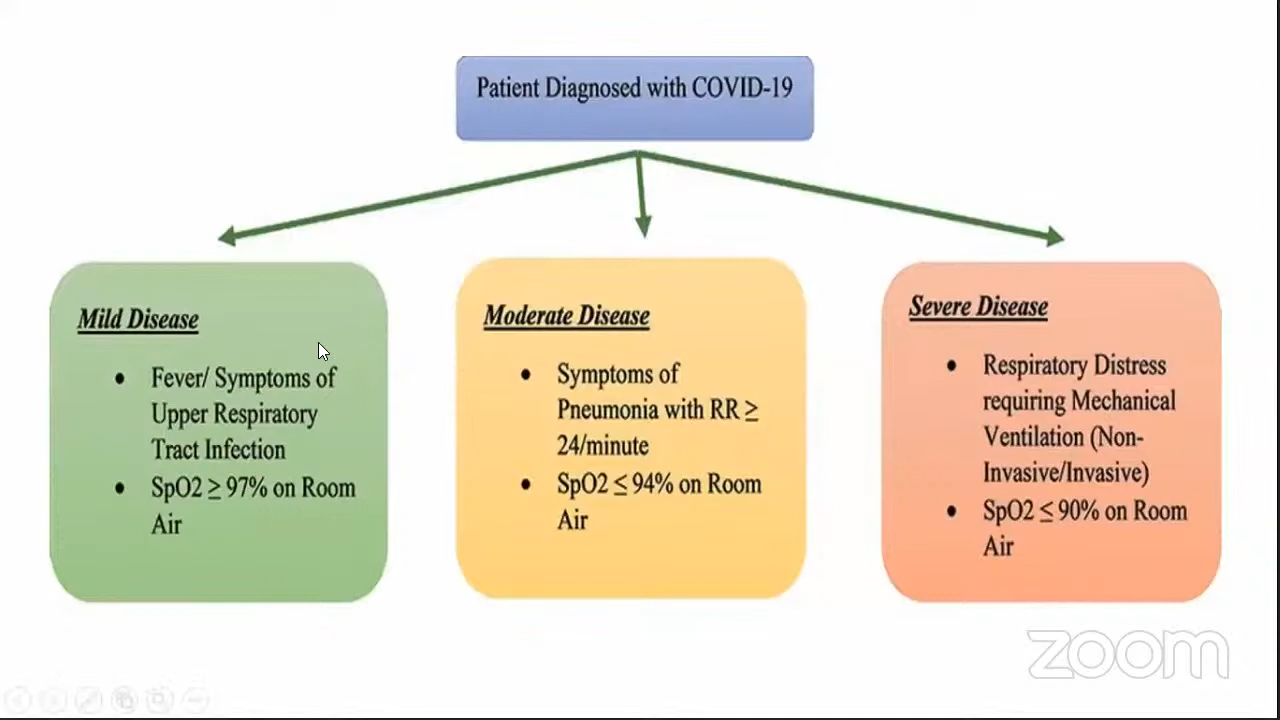 Patient Diagnosed with COVID-19
Mild Disease
• Fever/ Symptoms of
Upper Respiratory
Tract Infection
• SpO2 ≥ 97% on Room
Air
Moderate Disease
• Symptoms of
Pneumonia with RR ≥
24/minute
• SpO2 ≤ 94% on Room
Air
Severe Disease
• Respiratory Distress
requiring Mechanical
Ventilation (Non-
Invasive/Invasive)
• SpO2 ≤ 90% on Room
Air
zoom